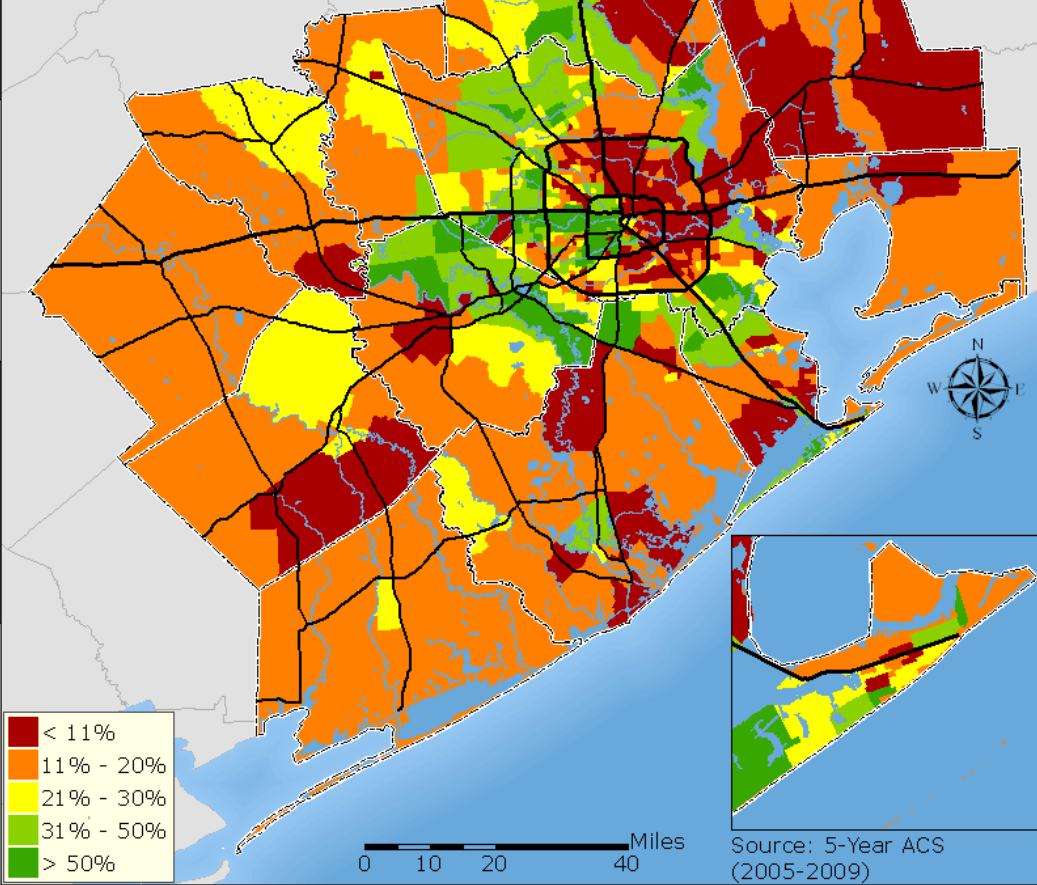 N
W E
S
< 11%
11% - 20%
21% - 30%
31% - 50%
> 50%
Miles
0 10 20 40
Source: 5-Year ACS
(2005-2009)